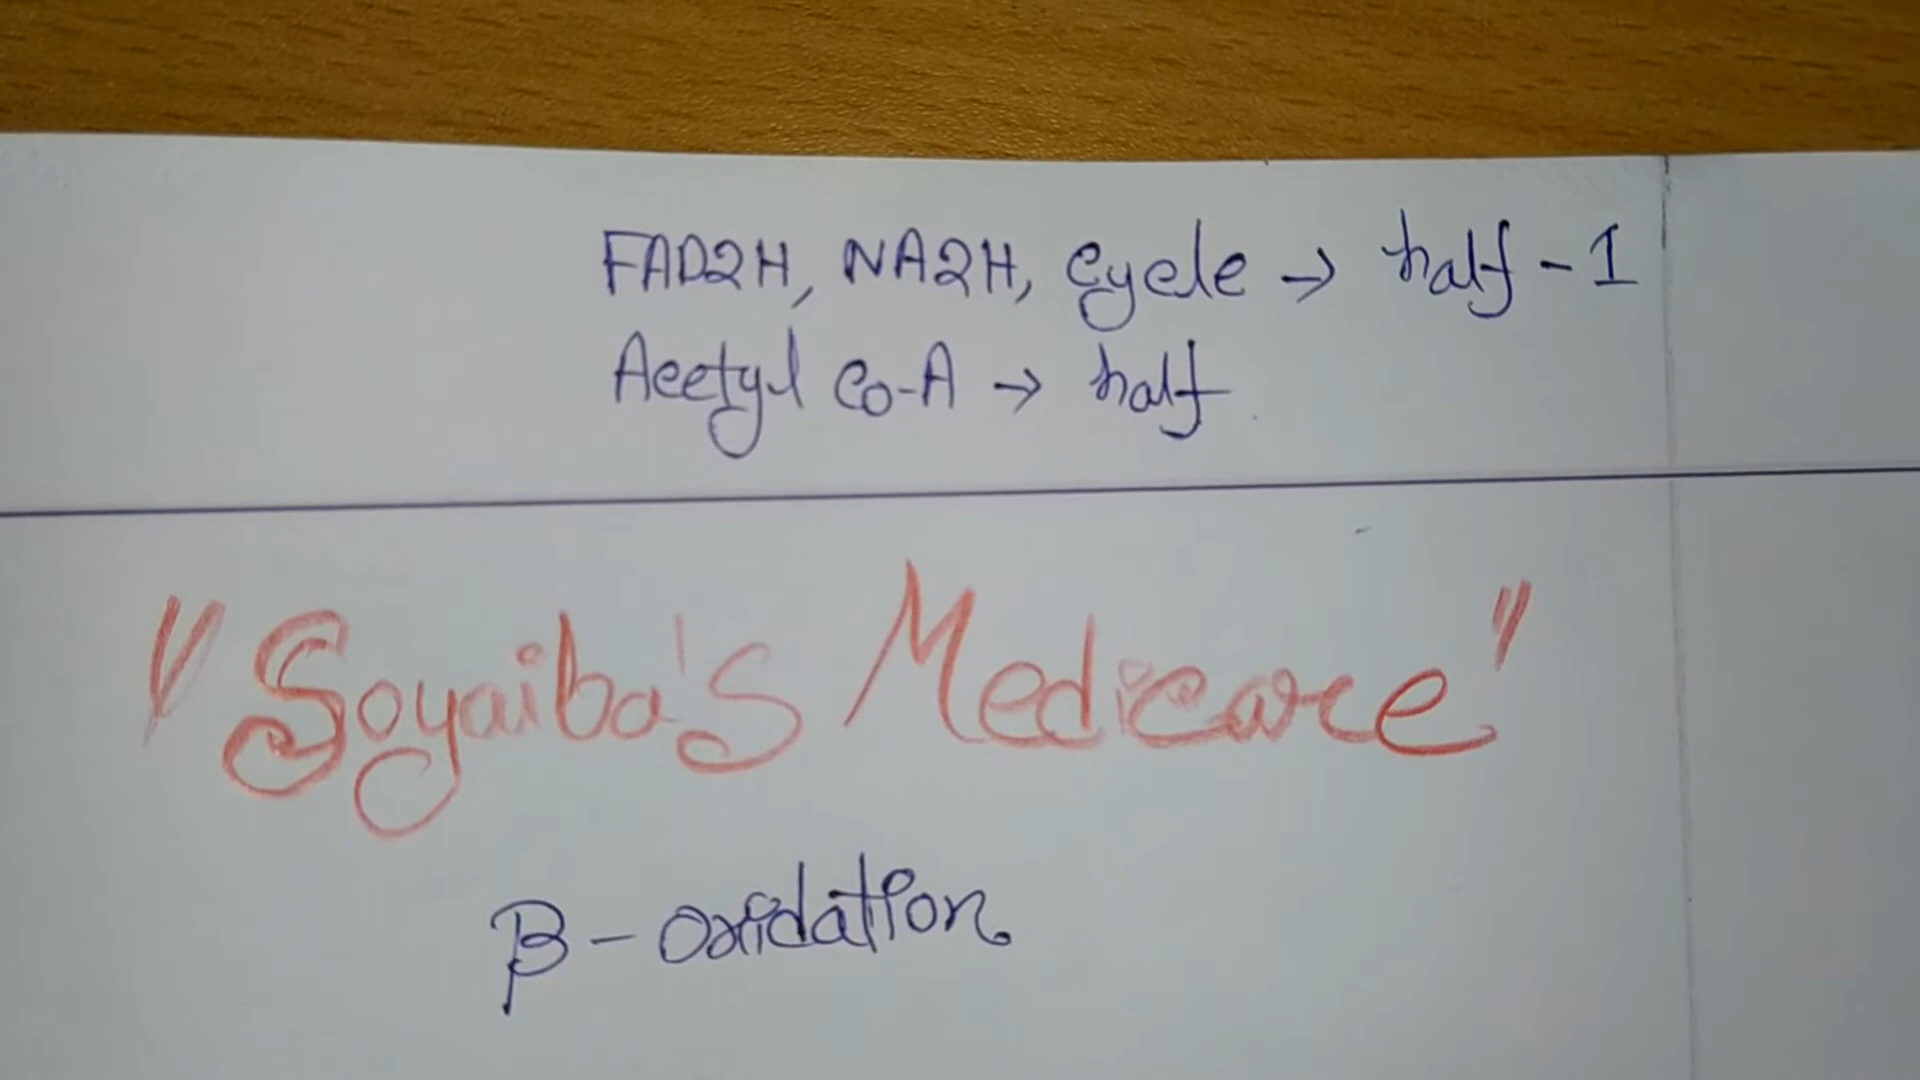 FAD2H, NA2H, cycle → half - 1
Acetyl Co-A → half
"Soyaiba's Medicare"
β - oxidation